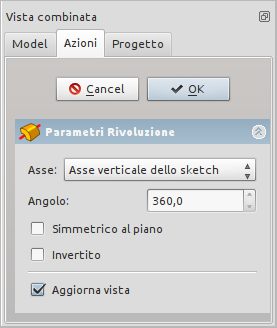 Vista combinata
Model Azioni Progetto
Cancel OK
Parametri Rivoluzione
Asse: Asse verticale dello sketch
Angolo: 360,0
Simmetrico al piano
Invertito
Aggiorna vista